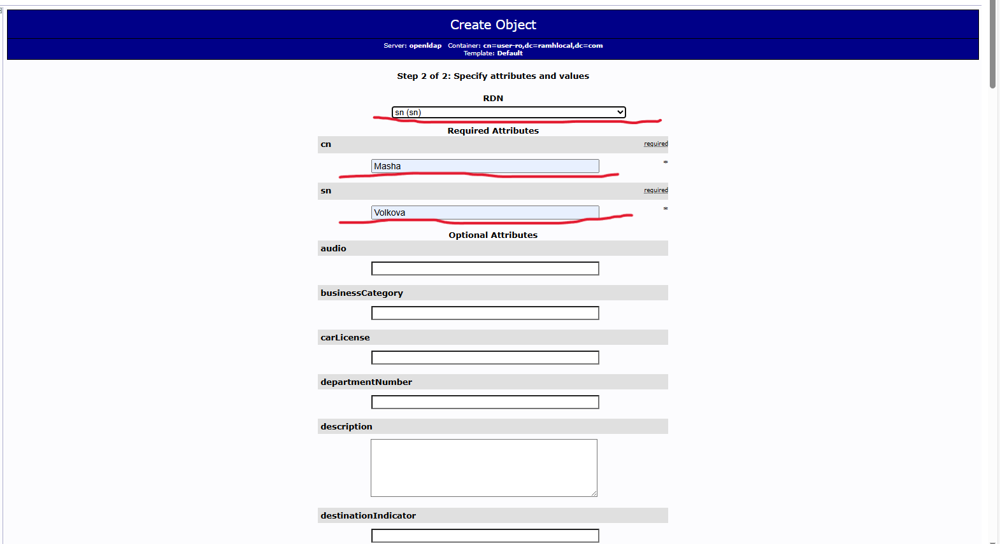 Create Object
Server: openldap Container: cn=user-ro,dc=ramhlocal,dc=com
Template: Default
Step 2 of 2: Specify attributes and values
RDN
sn (sn)
Required Attributes
cn required
Masha *
sn required
Volkova *
Optional Attributes
audio
businessCategory
carLicense
departmentNumber
description
destinationIndicator